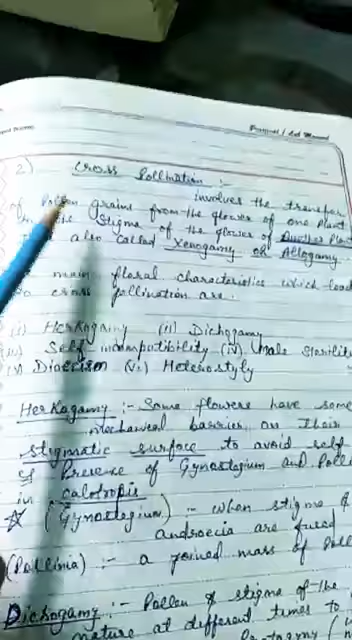 2) Cross Pollination :-
involves the transfer
of Pollen grains from the flower of one Plant
the Stigma of the flower of Another Plant
also called Xenogamy or Allogamy
main floral characteristics which lead
cross pollination are.
(i) Herkogamy (ii) Dichogamy
Self-incompatibility (iv) Male Sterility
(v) Dioecism (vi) Heterostyly
Herkogamy :- Some flowers have some
mechanical barriers on their
stigmatic surface to avoid self
Presence of Gynostegium and Poll
in calotropis
☆ (Gynostegium) :- when stigma &
androecia are fused
(Pollinia) :- a joined mass of Poll
Dichogamy :- Pollen & stigma of the
mature at different times to